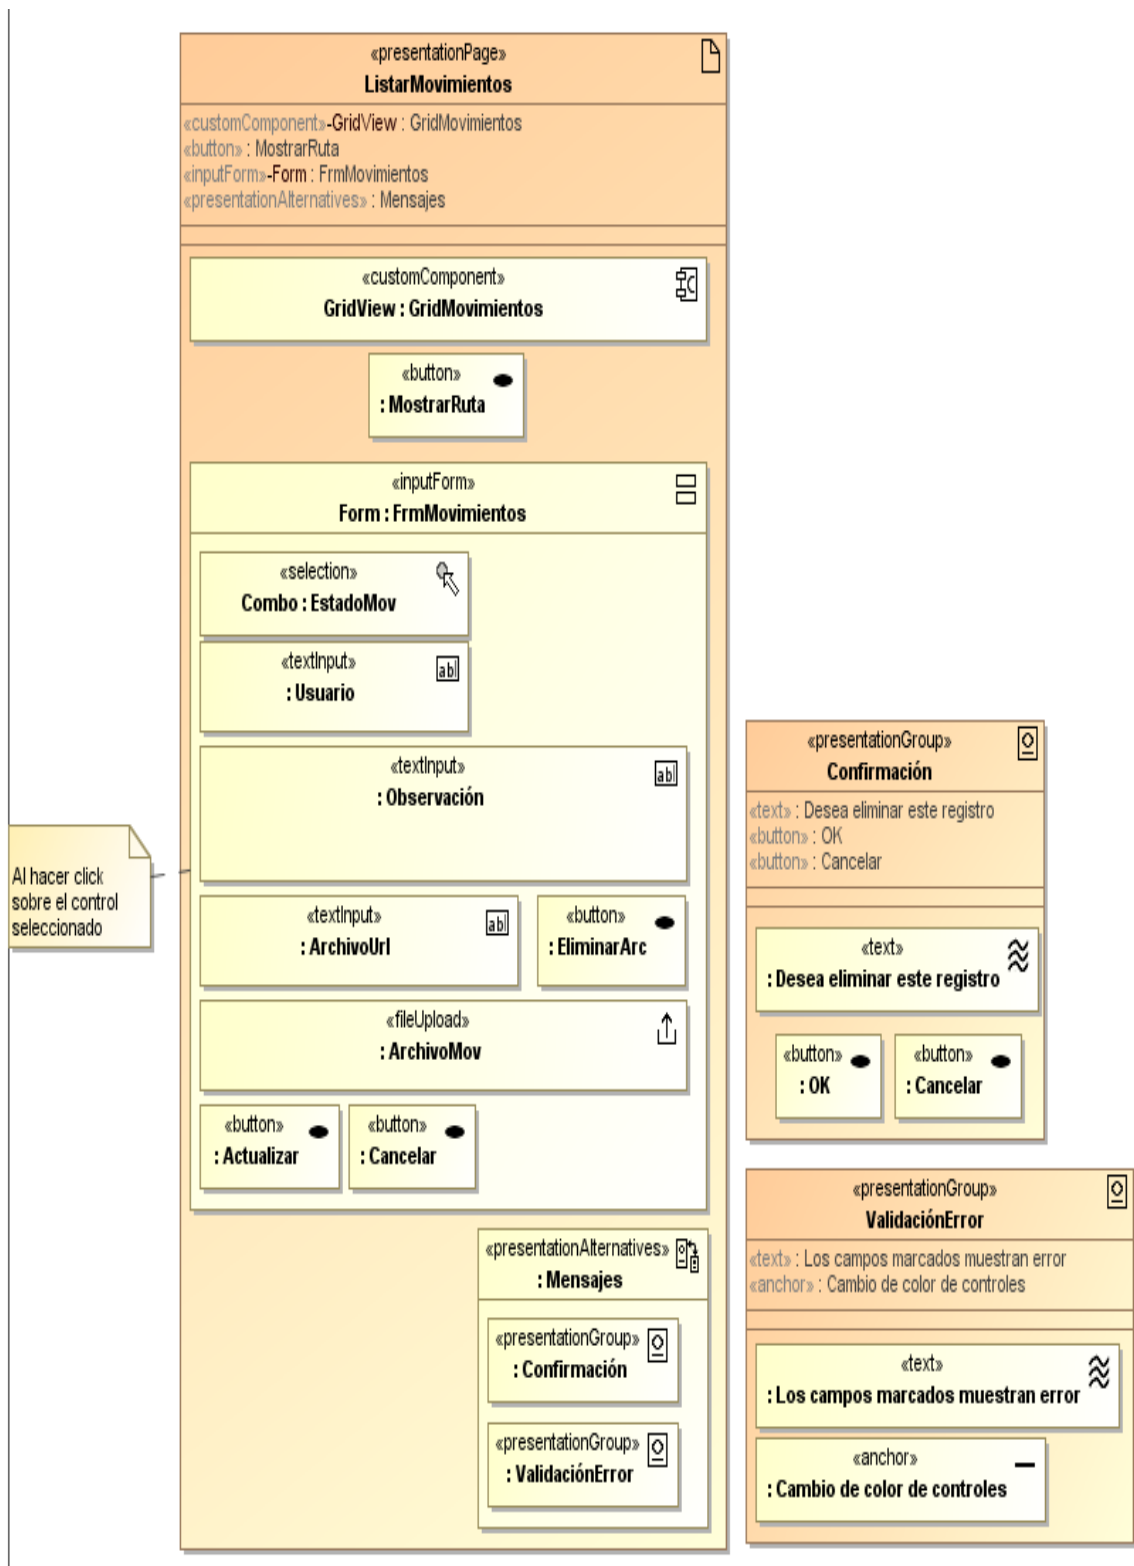 «presentationPage»
ListarMovimientos
«customComponent»-GridView : GridMovimientos
«button» : MostrarRuta
«inputForm»-Form : FrmMovimientos
«presentationAlternatives» : Mensajes
«customComponent»
GridView : GridMovimientos
«button»
: MostrarRuta
«inputForm»
Form : FrmMovimientos
«selection»
Combo : EstadoMov
«textInput»
: Usuario
abl
«textInput»
: Observación
abl
Al hacer click
sobre el control
seleccionado
«textInput»
: ArchivoUrl
abl
«button»
: EliminarArc
«fileUpload»
: ArchivoMov
«button»
: Actualizar
«button»
: Cancelar
«presentationAlternatives»
: Mensajes
«presentationGroup»
: Confirmación
«presentationGroup»
: ValidaciónError
«presentationGroup»
Confirmación
«text» : Desea eliminar este registro
«button» : OK
«button» : Cancelar
«text»
: Desea eliminar este registro
«button»
: OK
«button»
: Cancelar
«presentationGroup»
ValidaciónError
«text» : Los campos marcados muestran error
«anchor» : Cambio de color de controles
«text»
: Los campos marcados muestran error
«anchor»
: Cambio de color de controles